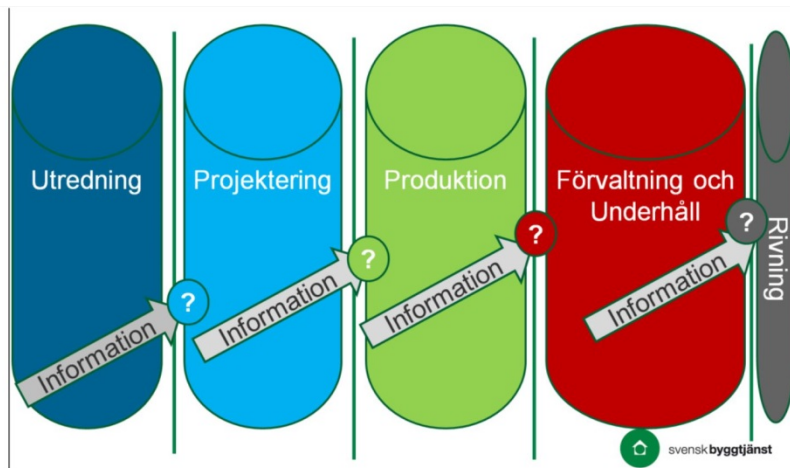 Utredning
Projektering
Produktion
Förvaltning och
Underhåll
Rivning
?
?
?
?
Information
Information
Information
Information
svenskbyggtjänst